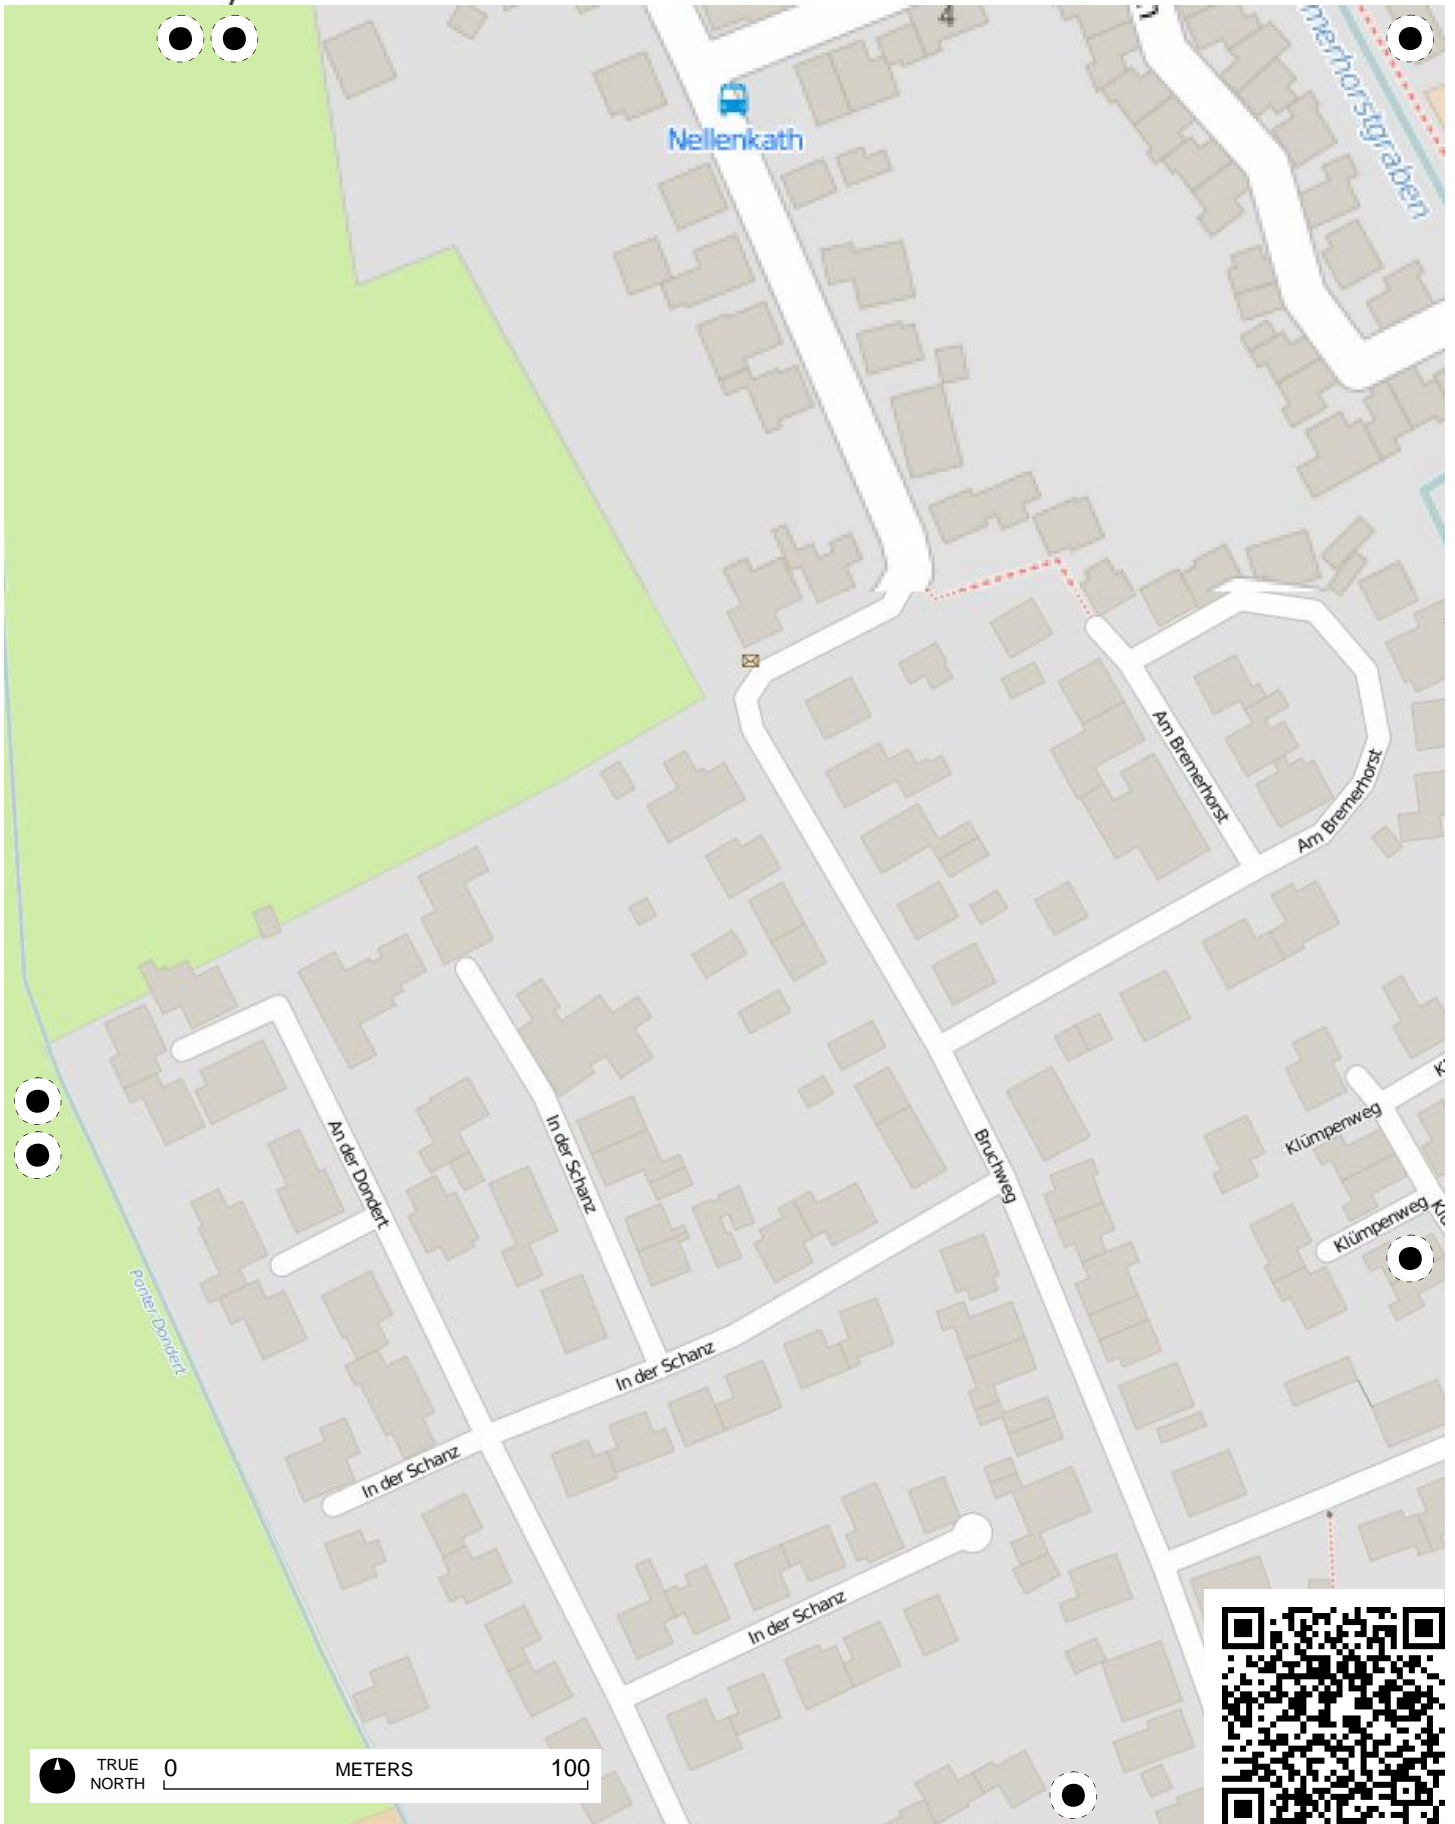 4
Nellenkath
merhorstgraben
Am Bremerhorst
Am Bremerhorst
An der Dondert
In der Schanz
Bruchweg
Klümpenweg
Klümpenweg
Ponter Dondert
In der Schanz
In der Schanz
In der Schanz
TRUE
NORTH
0 METERS 100